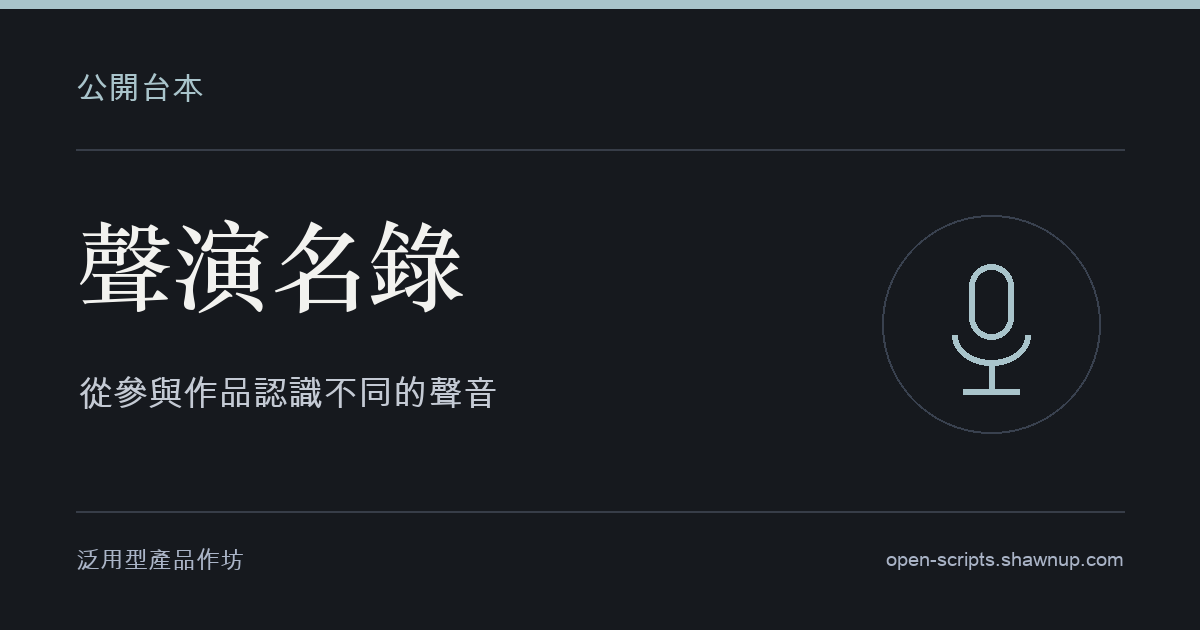 公開台本
聲演名錄
從參與作品認識不同的聲音
泛用型產品作坊
open-scripts.shawnup.com